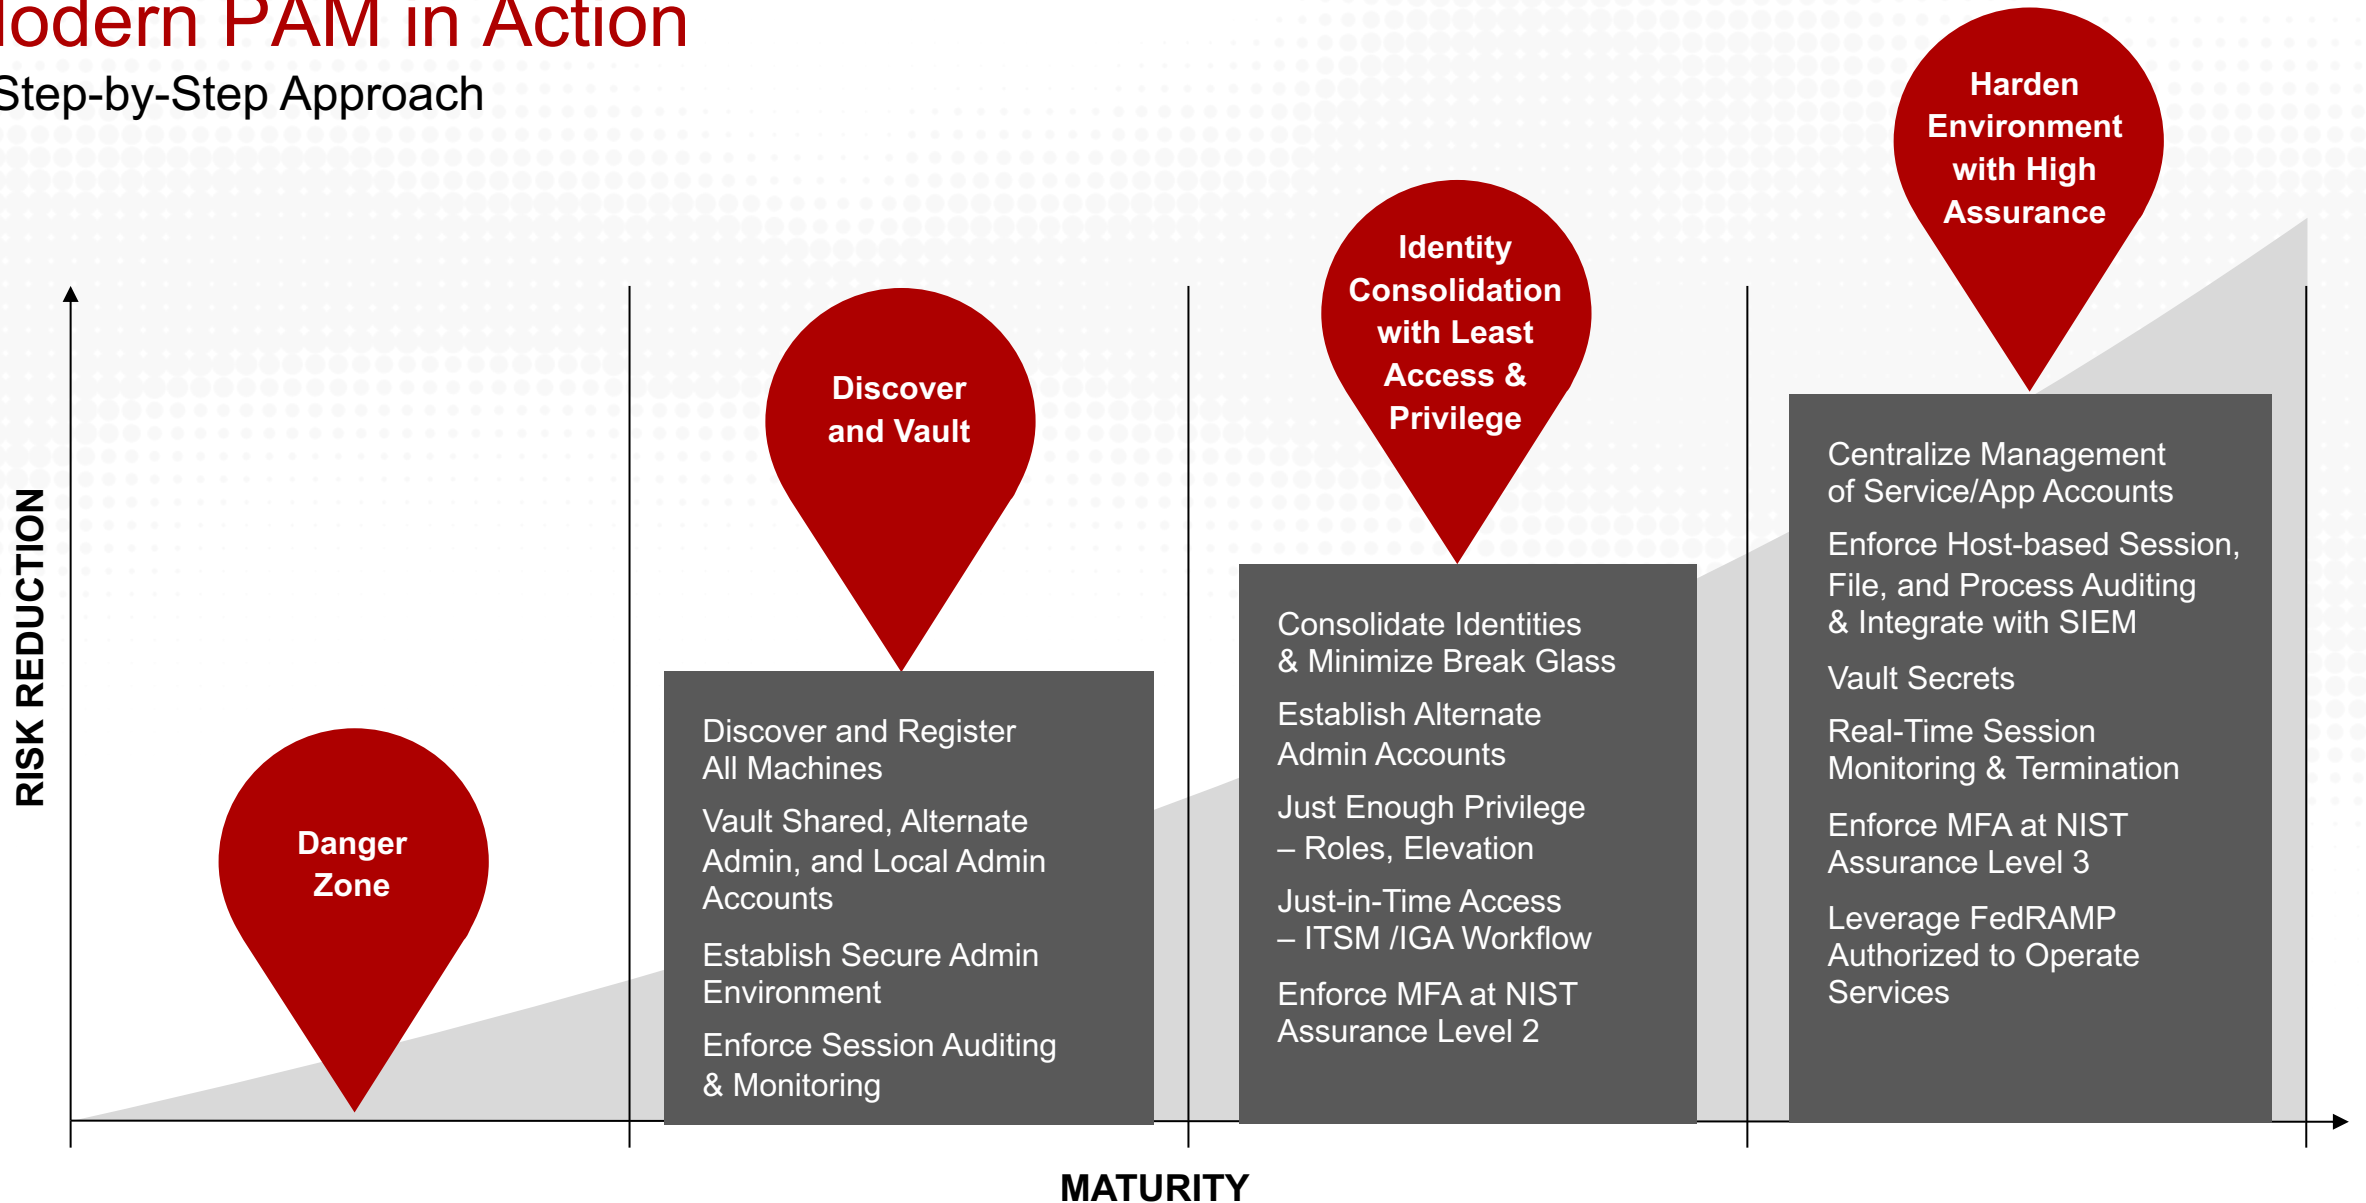 odern PAM in Action
Step-by-Step Approach
RISK REDUCTION
Danger
Zone
Discover
and Vault
Discover and Register
All Machines
Vault Shared, Alternate
Admin, and Local Admin
Accounts
Establish Secure Admin
Environment
Enforce Session Auditing
& Monitoring
Identity
Consolidation
with Least
Access &
Privilege
Consolidate Identities
& Minimize Break Glass
Establish Alternate
Admin Accounts
Just Enough Privilege
– Roles, Elevation
Just-in-Time Access
– ITSM /IGA Workflow
Enforce MFA at NIST
Assurance Level 2
Harden
Environment
with High
Assurance
Centralize Management
of Service/App Accounts
Enforce Host-based Session,
File, and Process Auditing
& Integrate with SIEM
Vault Secrets
Real-Time Session
Monitoring & Termination
Enforce MFA at NIST
Assurance Level 3
Leverage FedRAMP
Authorized to Operate
Services
MATURITY